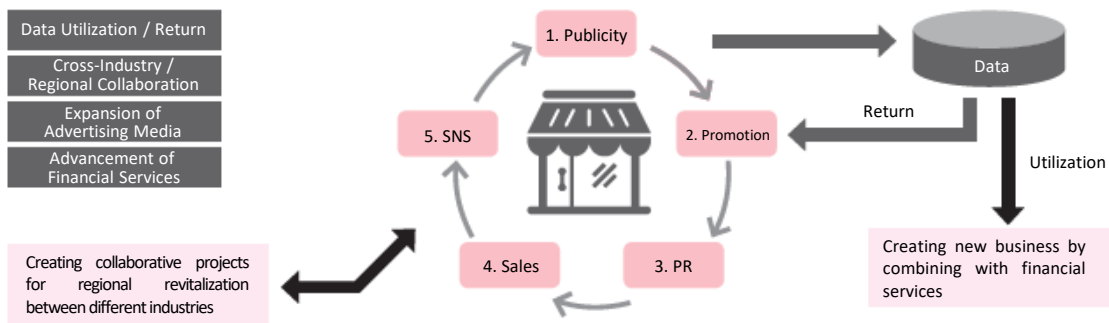 Data Utilization / Return
Cross-Industry /
Regional Collaboration
Expansion of
Advertising Media
Advancement of
Financial Services
1. Publicity
2. Promotion
3. PR
4. Sales
5. SNS
Data
Return
Utilization
Creating collaborative projects
for regional revitalization
between different industries
Creating new business by
combining with financial
services